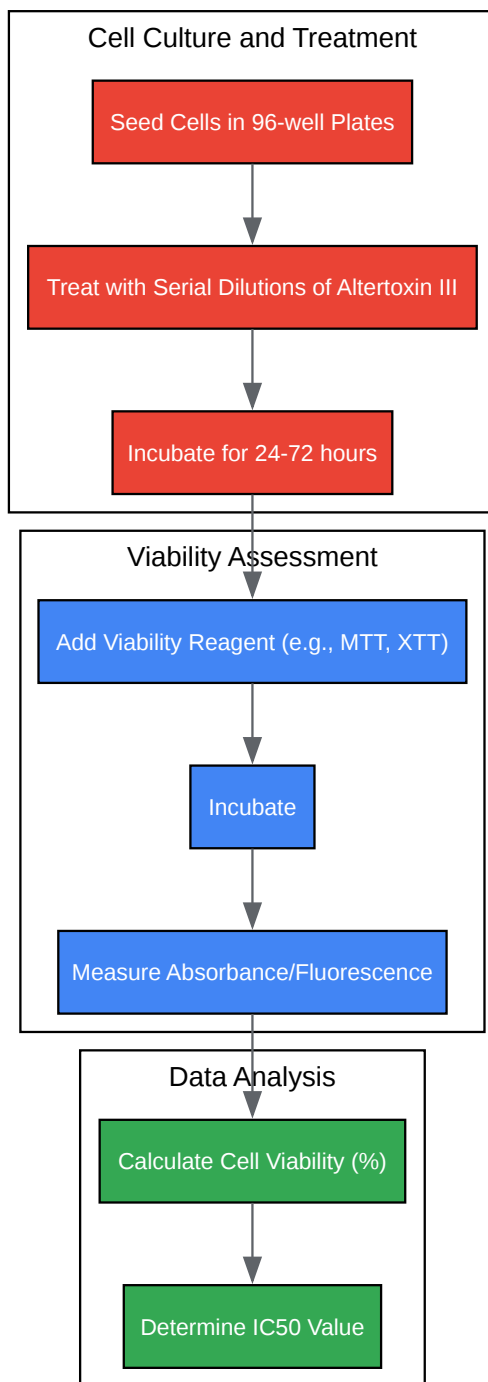 Cell Culture and Treatment
Seed Cells in 96-well Plates
Treat with Serial Dilutions of Altertoxin III
Incubate for 24-72 hours
Viability Assessment
Add Viability Reagent (e.g., MTT, XTT)
Incubate
Measure Absorbance/Fluorescence
Data Analysis
Calculate Cell Viability (%)
Determine IC50 Value